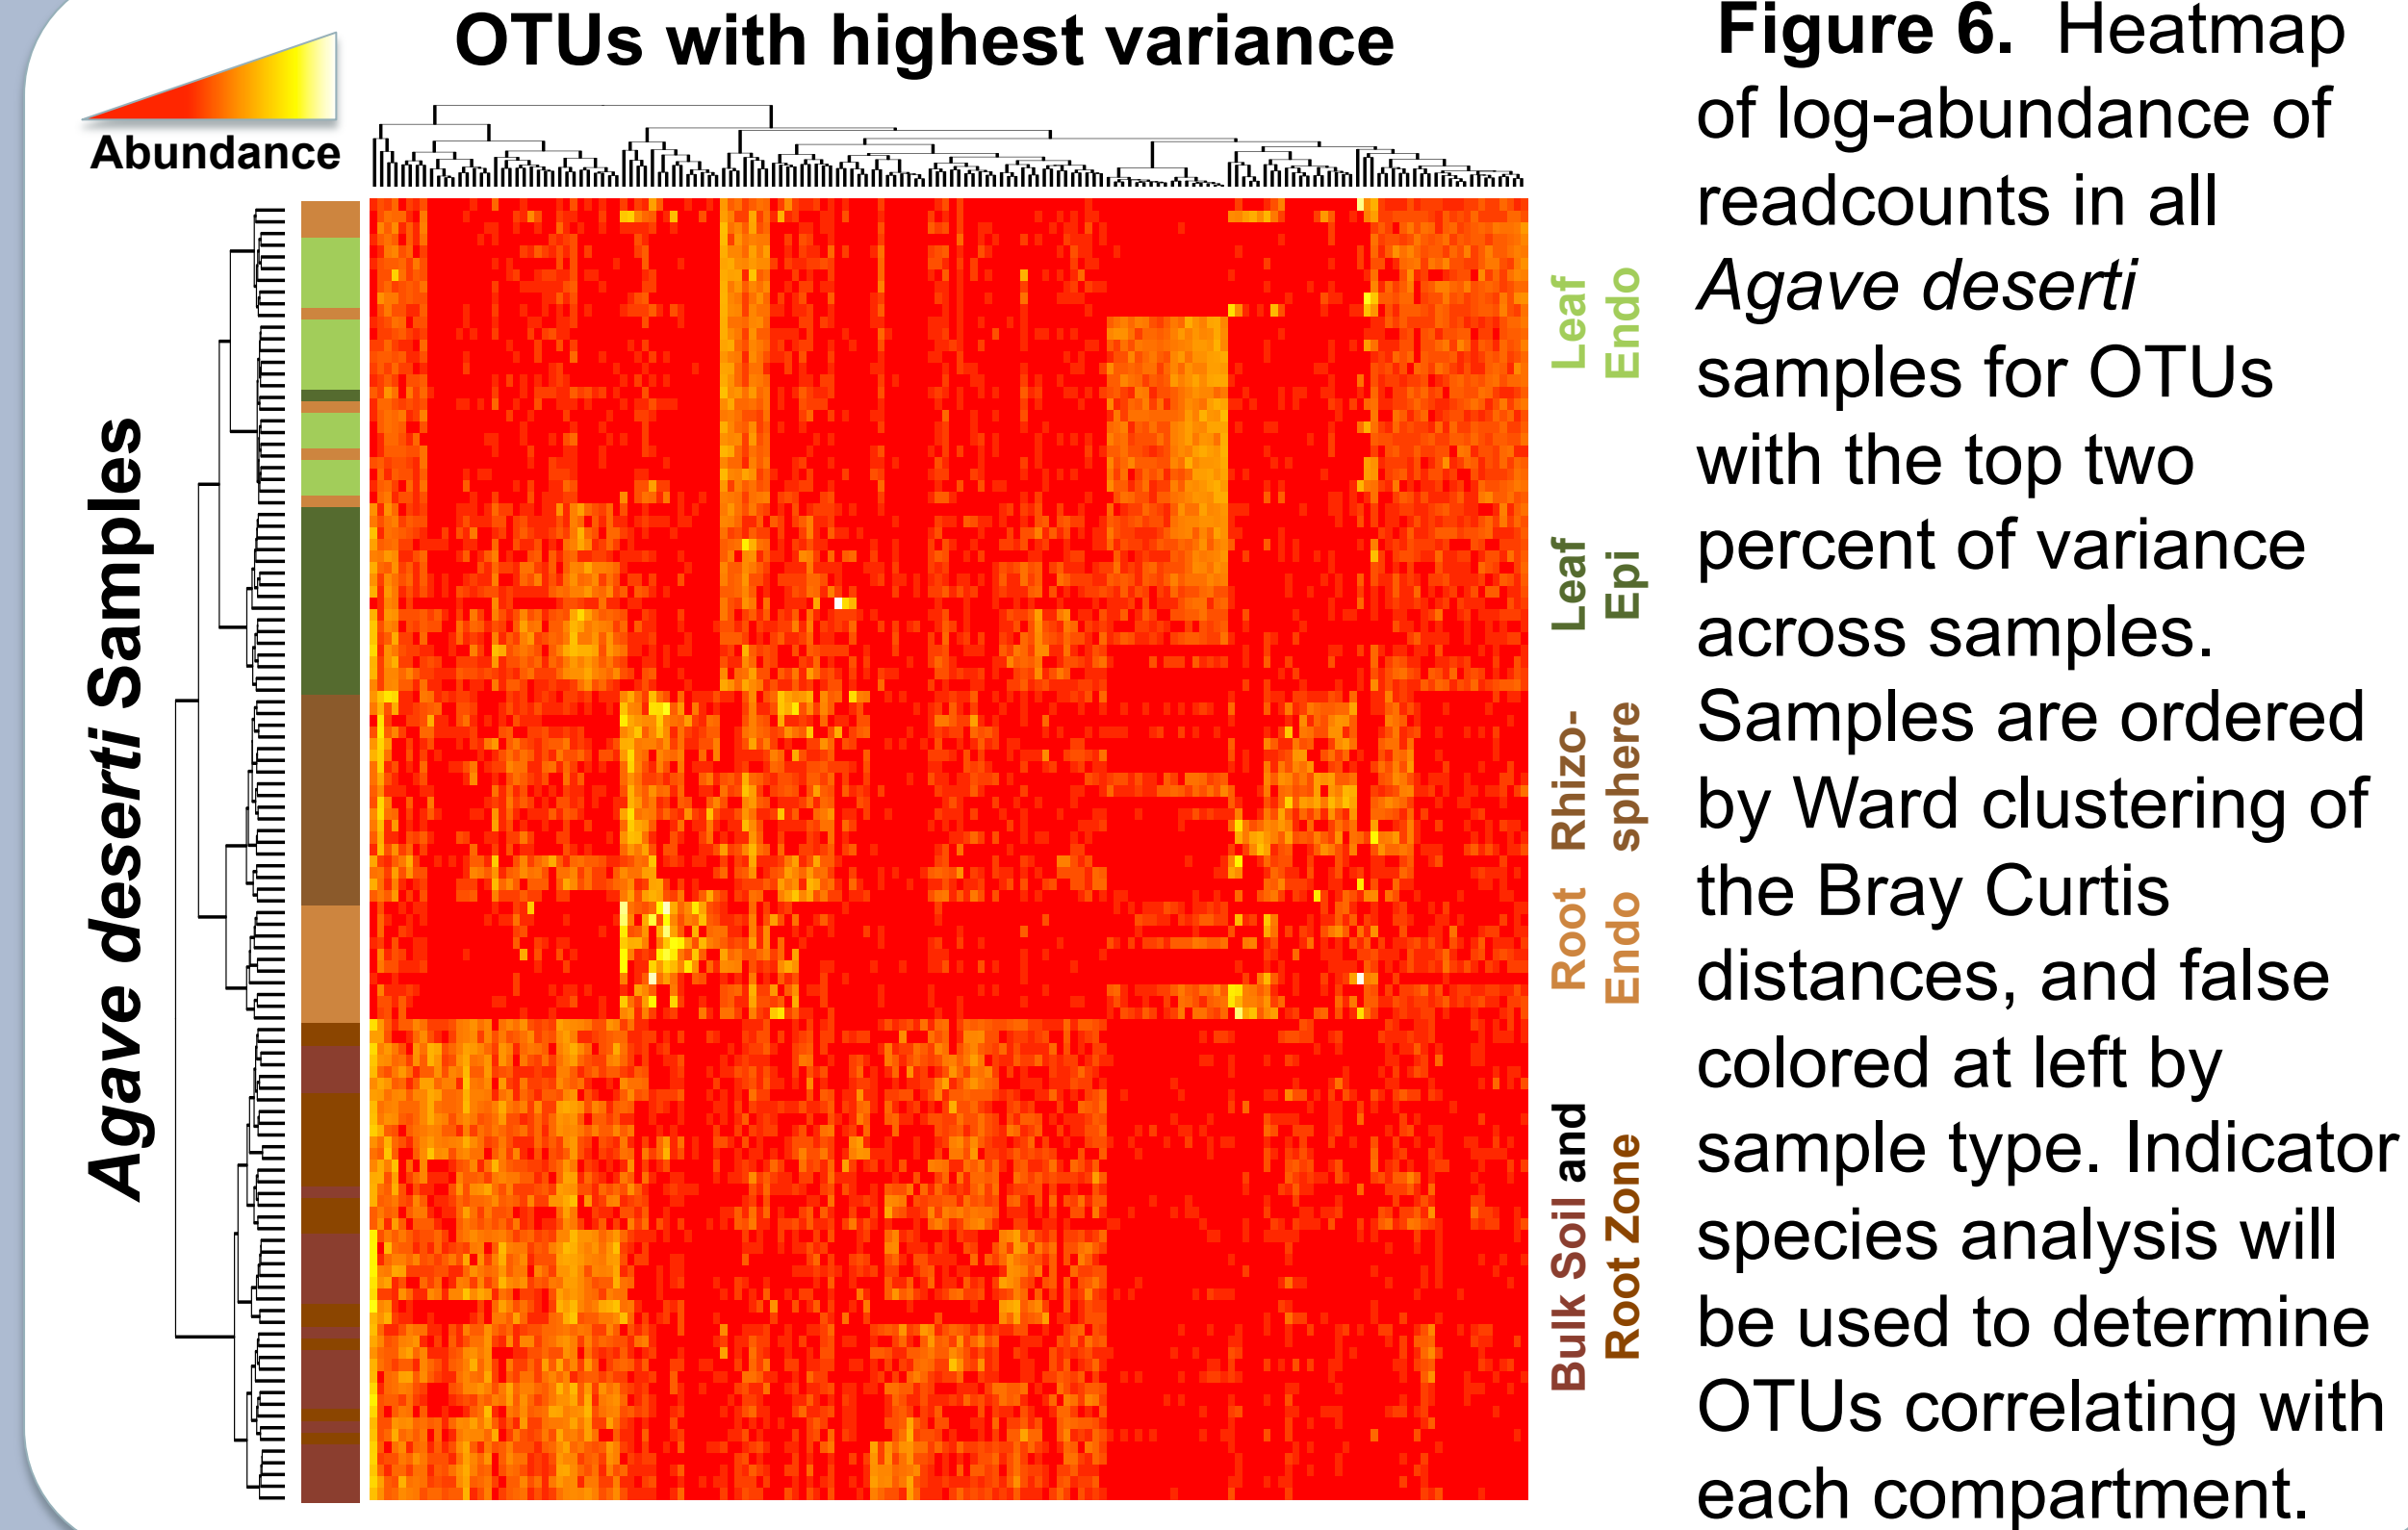 OTUs with highest variance
Abundance
Agave deserti Samples
Leaf
Endo
Leaf
Epi
Rhizo-
sphere
Root
Endo
Bulk Soil and
Root Zone
Figure 6. Heatmap
of log-abundance of
readcounts in all
Agave deserti
samples for OTUs
with the top two
percent of variance
across samples.
Samples are ordered
by Ward clustering of
the Bray Curtis
distances, and false
colored at left by
sample type. Indicator
species analysis will
be used to determine
OTUs correlating with
each compartment.